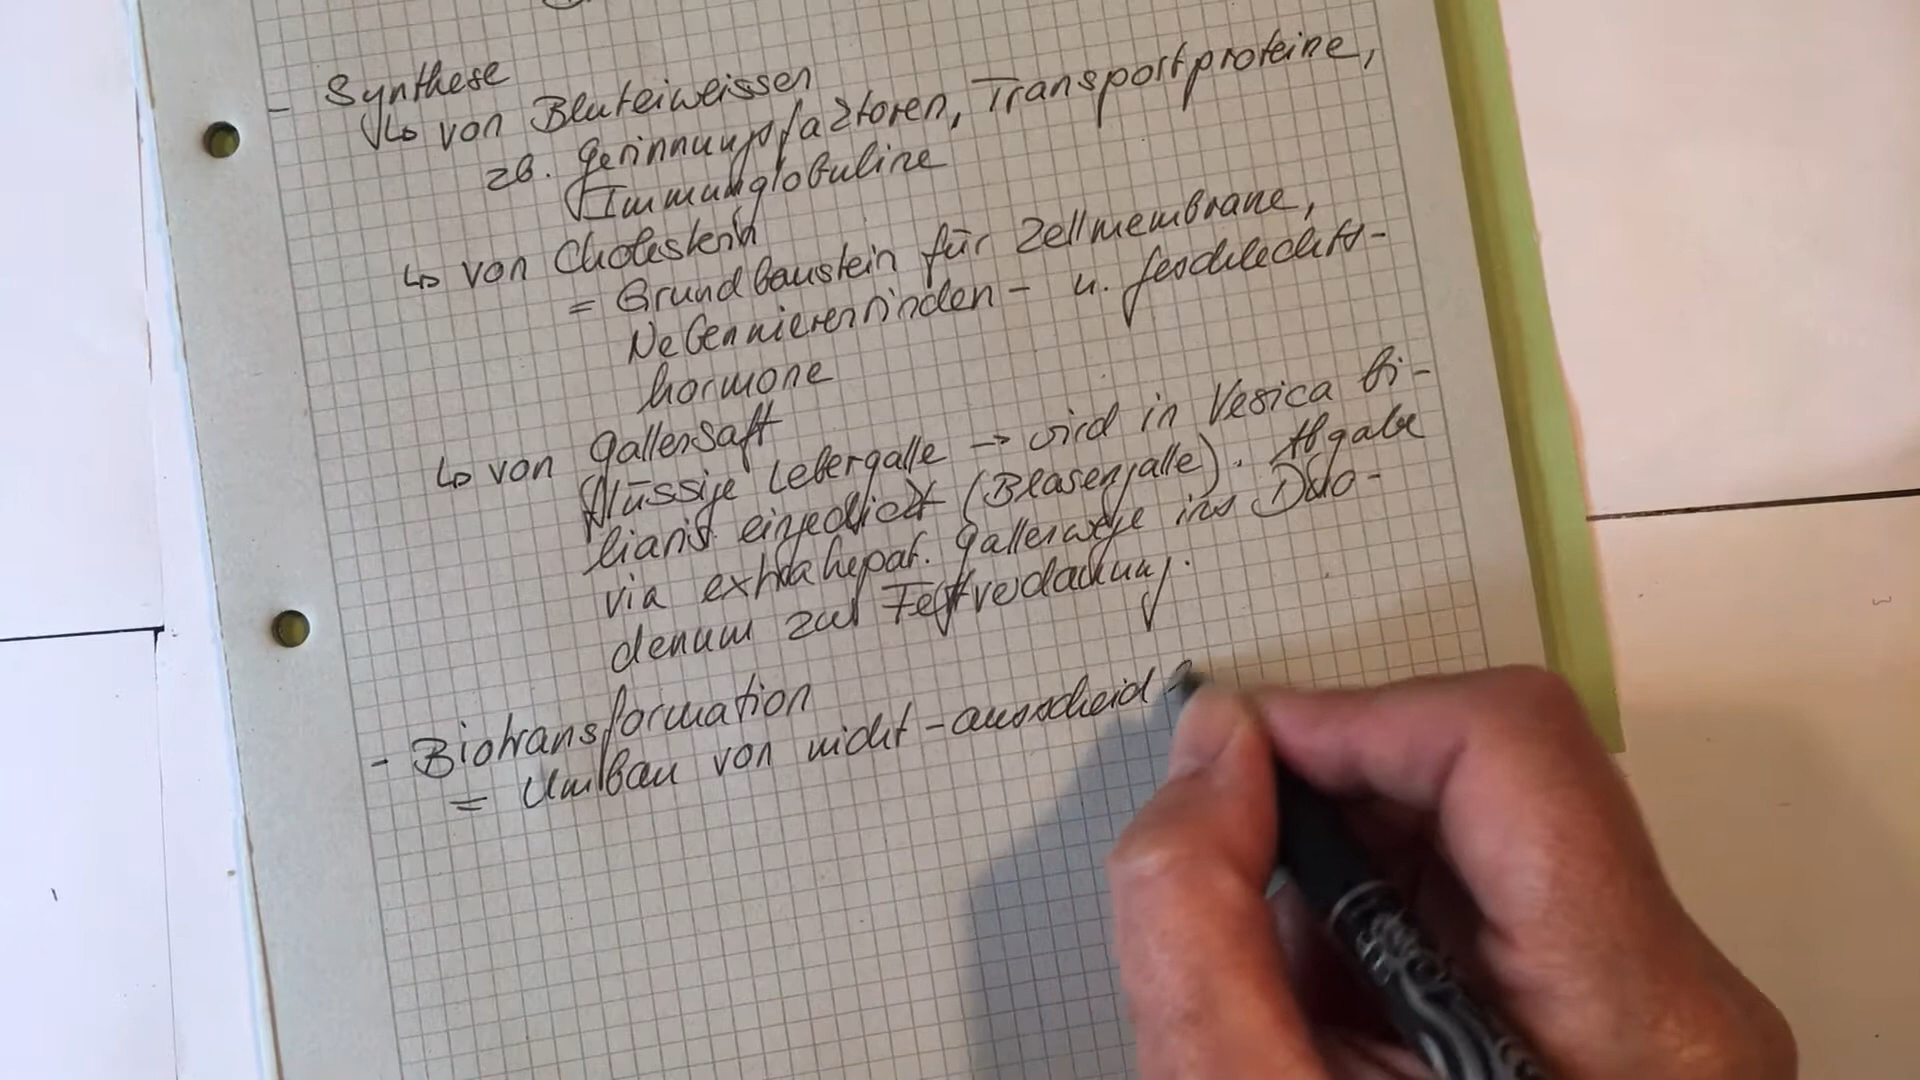 - Synthese
↳ von Bluteiweissen
zB. Gerinnungsfaktoren, Transportproteine,
Immunglobuline
↳ von Cholesterin
= Grundbaustein für Zellmembrane,
Nebennierenrinden- u. Geschlechts-
hormone
↳ von Gallensaft
flüssige Lebergalle → wird in Vesica bi-
liaris eingedickt (Blasengalle). Abgabe
via extrahepat. Gallenwege ins Duo-
denum zur Fettverdauung.
- Biotransformation
= Umbau von nicht-ausscheid